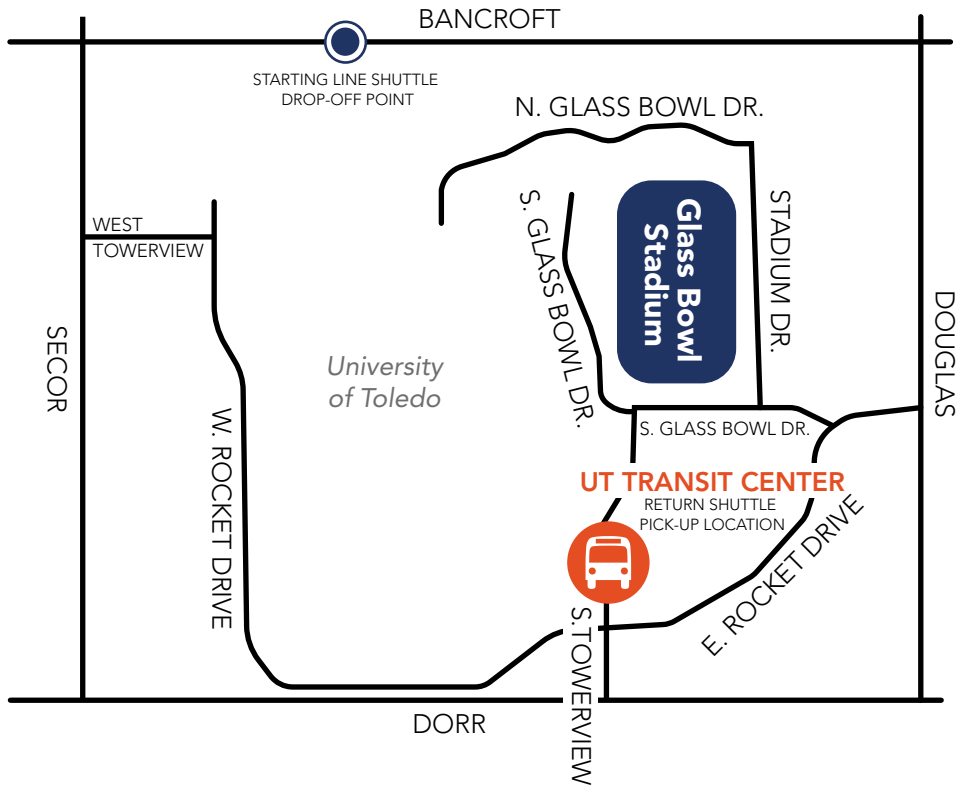 BANCROFT
STARTING LINE SHUTTLE
DROP-OFF POINT
N. GLASS BOWL DR.
WEST
TOWERVIEW
S. GLASS BOWL DR.
Glass Bowl
Stadium
STADIUM DR.
SECOR
DOUGLAS
University
of Toledo
W. ROCKET DRIVE
S. GLASS BOWL DR.
UT TRANSIT CENTER
RETURN SHUTTLE
PICK-UP LOCATION
E. ROCKET DRIVE
S.TOWERVIEW
DORR